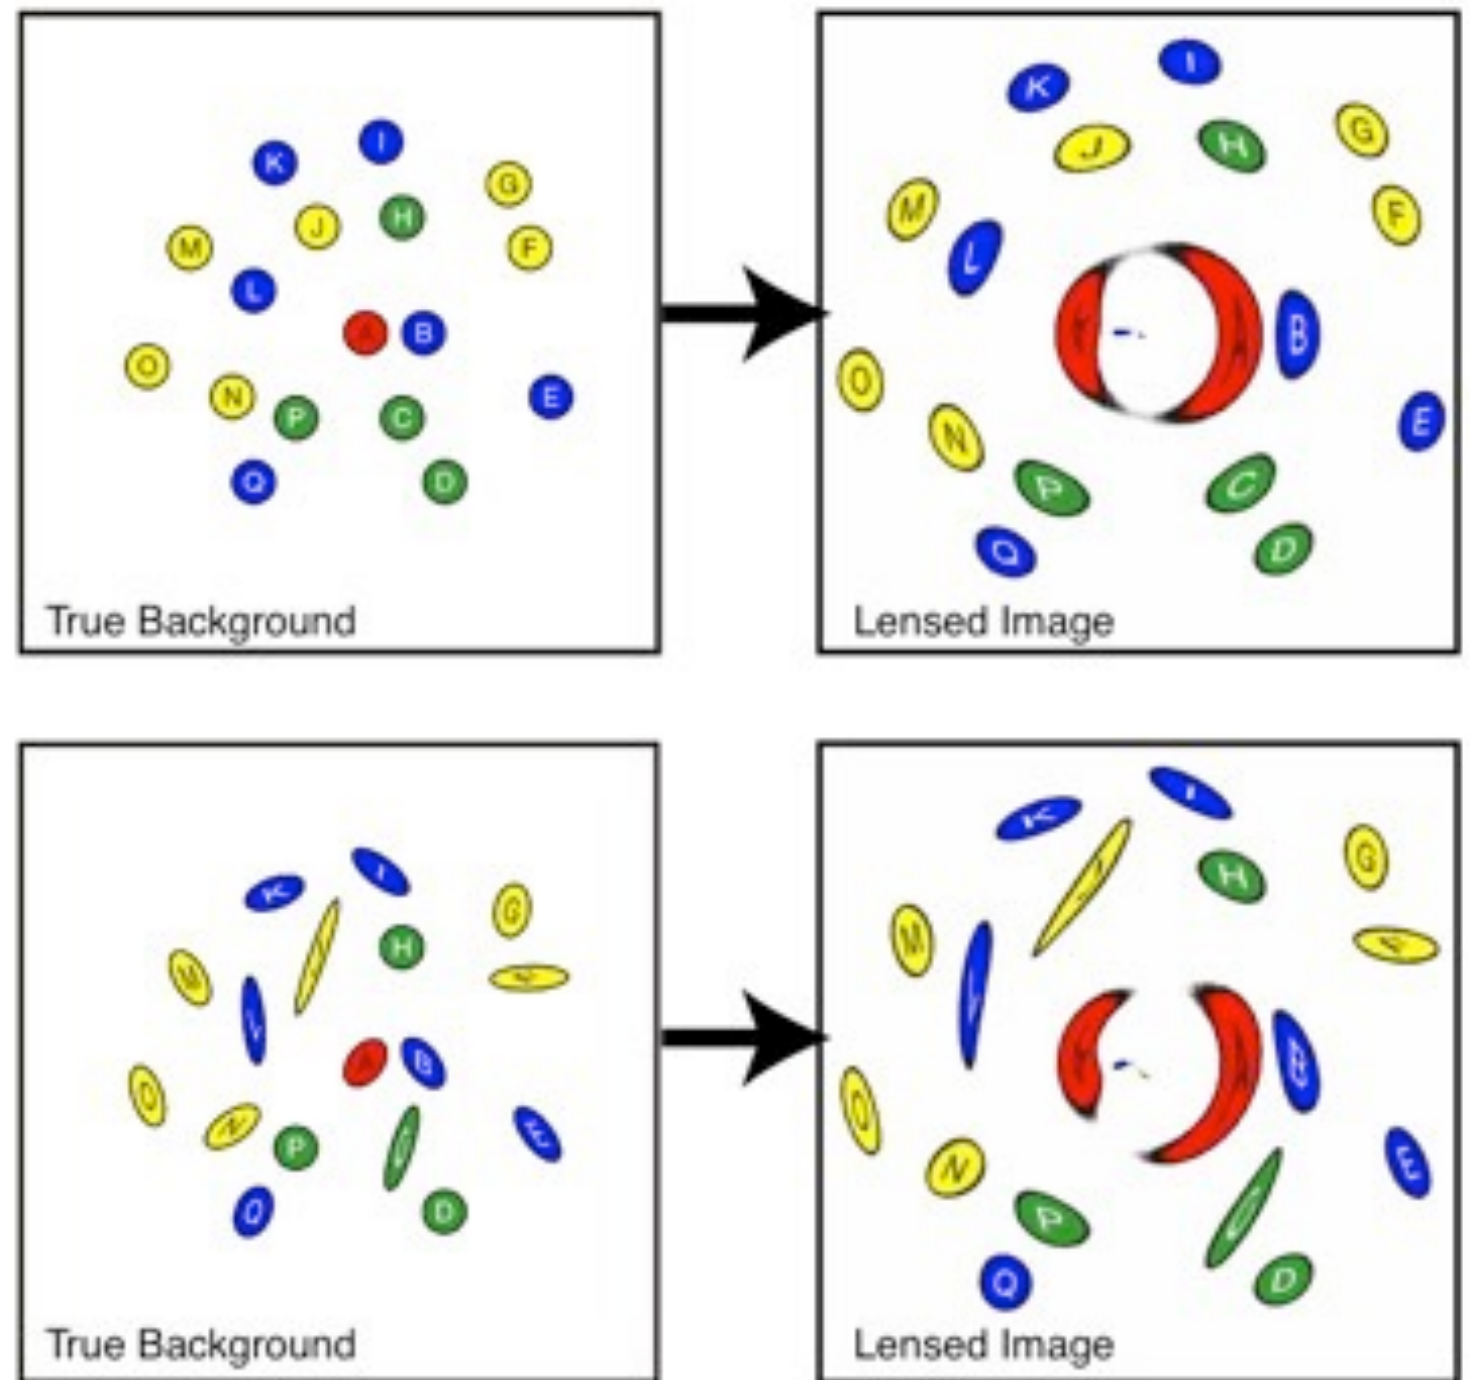 K I
G
J H
M F
L
A B
O
N E
P C
Q D
True Background
K I
J H
G
M F
L
A B
O
N E
P C
Q D
Lensed Image
K I
G
H
M
A B
O
N
P
Q D
True Background
K I
H
G
M
A
O
N
P
Q D
Lensed Image